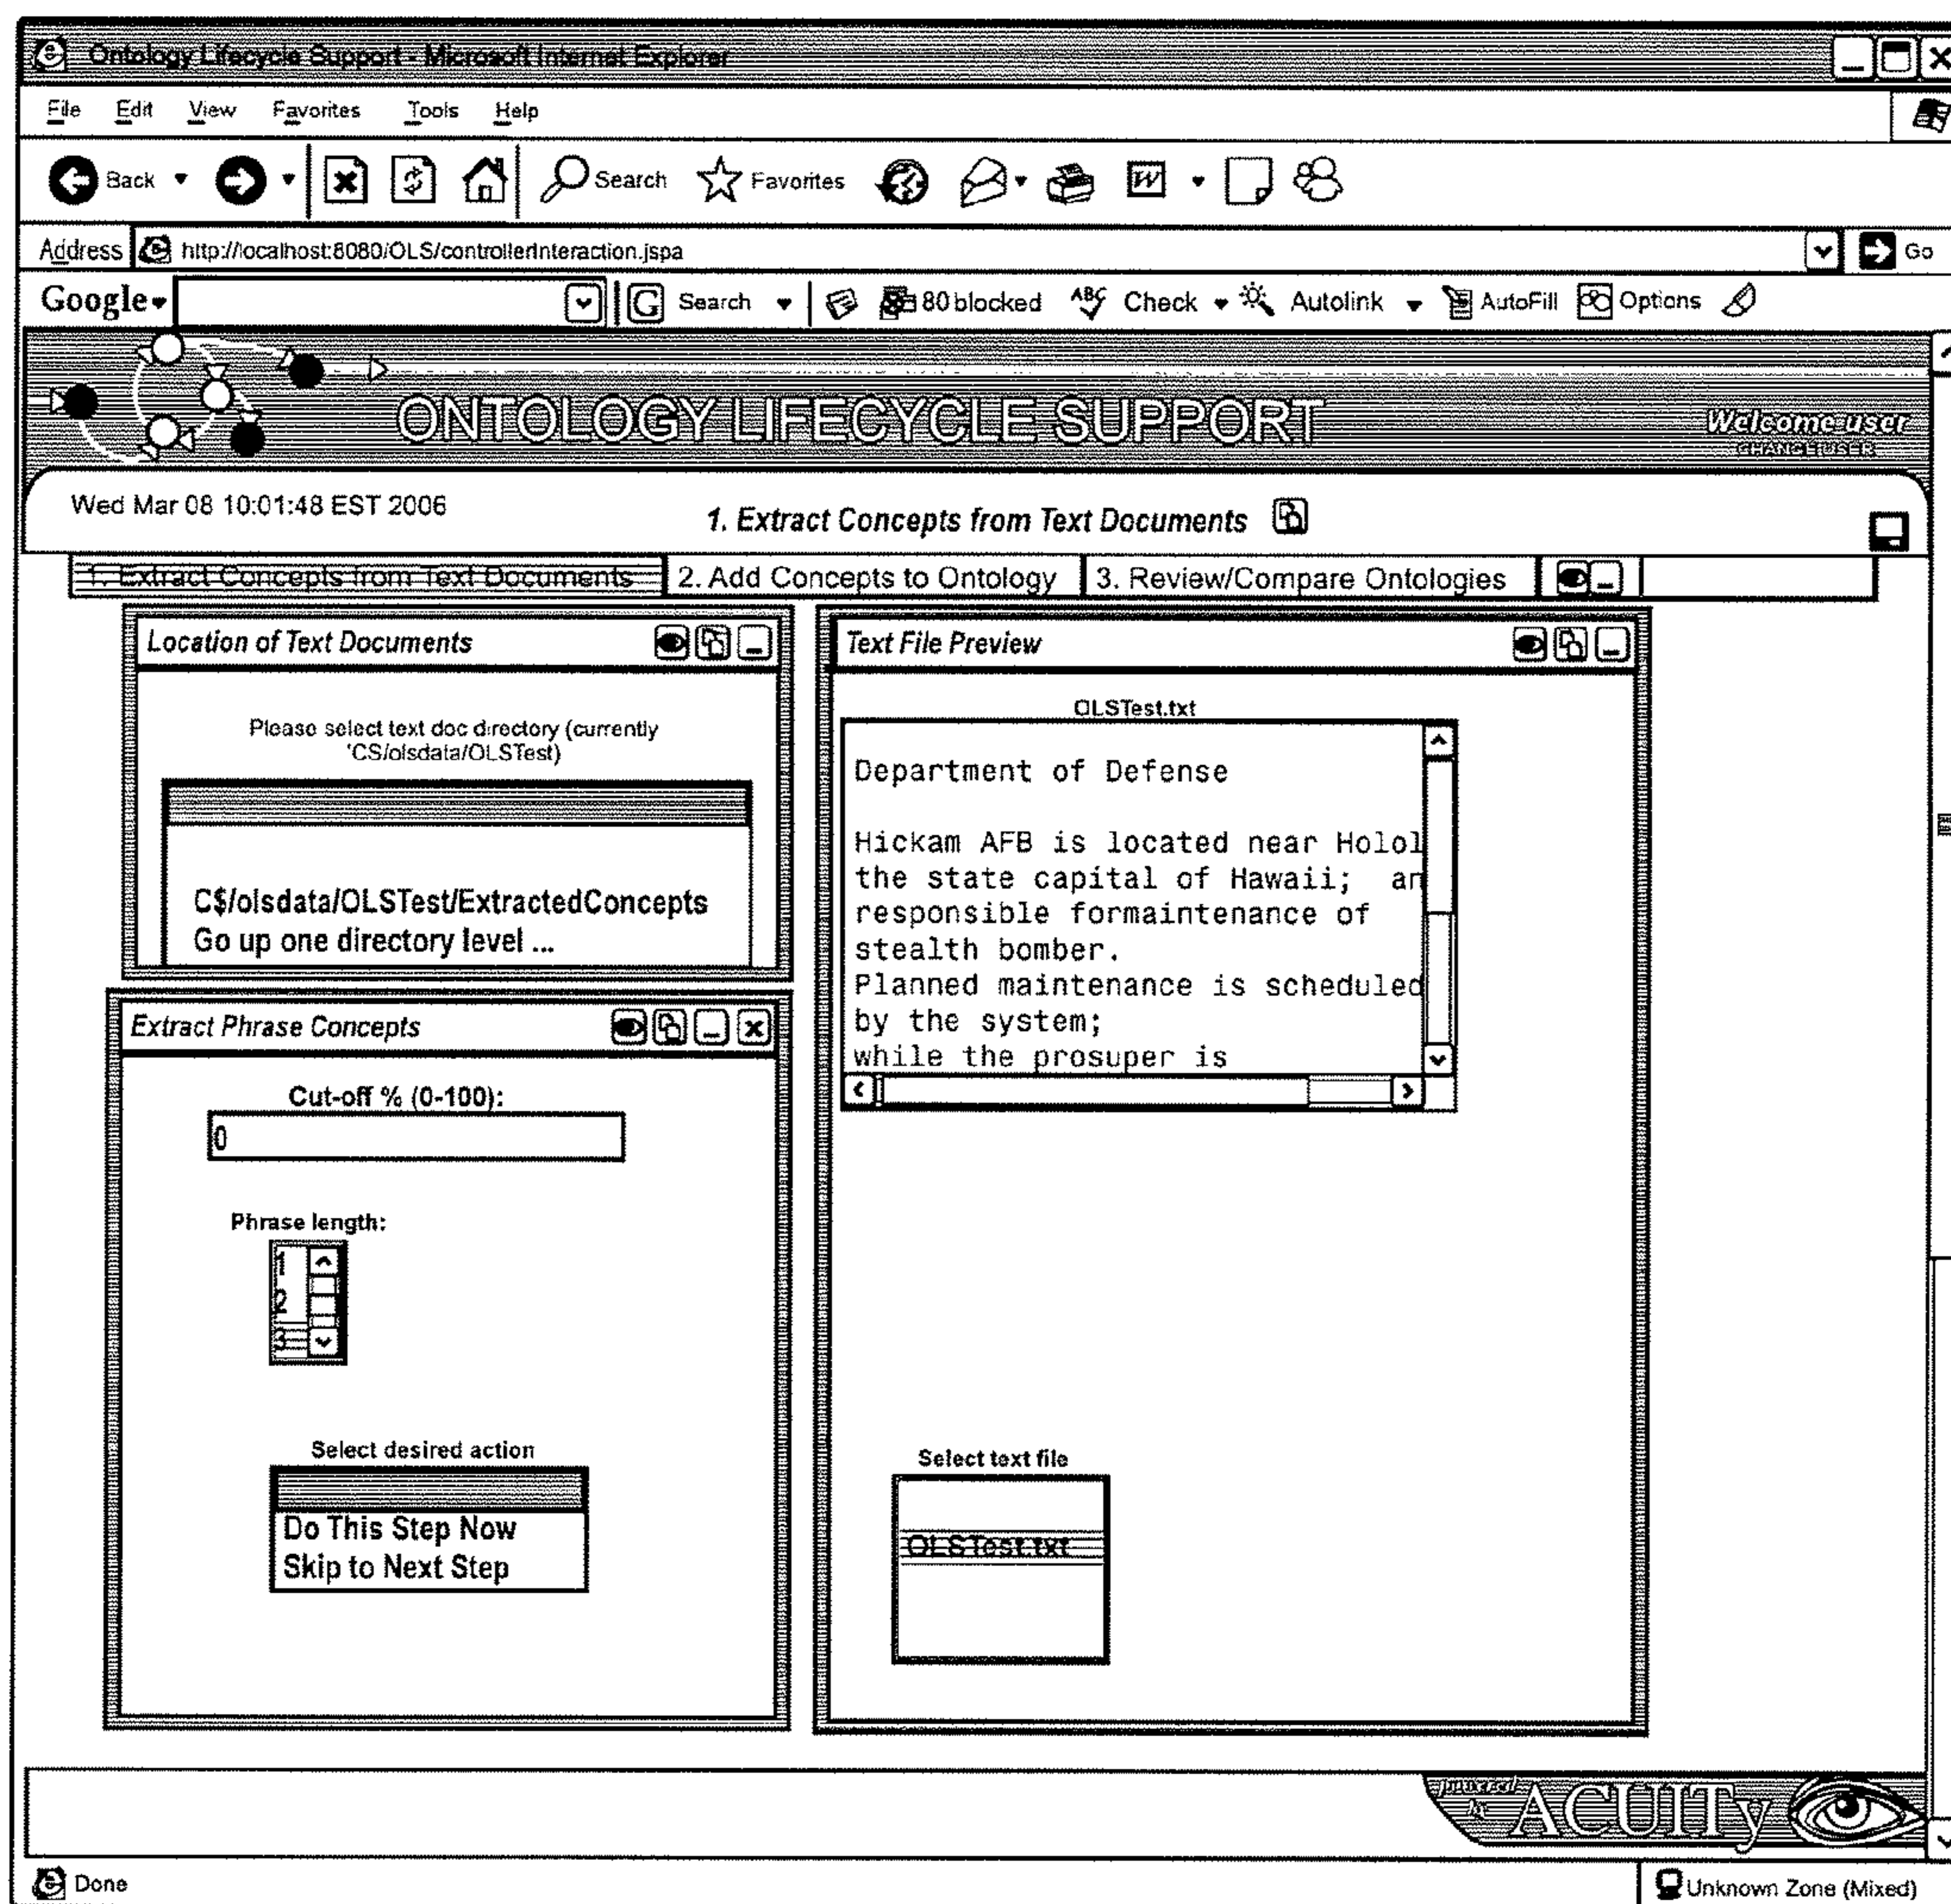 Ontology Lifecycle Support - Microsoft Internet Explorer
File Edit View Favorites Tools Help
Back Search Favorites
Address http://localhost:8080/OLS/controllerInteraction.jspa Go
Google Search 80 blocked ABC Check Autolink AutoFill Options
ONTOLOGY LIFECYCLE SUPPORT
Welcome user
CHANGE USER
Wed Mar 08 10:01:48 EST 2006
1. Extract Concepts from Text Documents
1. Extract Concepts from Text Documents 2. Add Concepts to Ontology 3. Review/Compare Ontologies
Location of Text Documents
Please select text doc directory (currently
'CS/olsdata/OLSTest)
C$/olsdata/OLSTest/ExtractedConcepts
Go up one directory level ...
Extract Phrase Concepts
Cut-off % (0-100):
0
Phrase length:
1
2
3
Select desired action
Do This Step Now
Skip to Next Step
Text File Preview
OLSTest.txt
Department of Defense
Hickam AFB is located near Holol
the state capital of Hawaii; an
responsible formaintenance of
stealth bomber.
Planned maintenance is scheduled
by the system;
while the prosuper is
Select text file
OLSTest.txt
powered
by
ACUITy
Done
Unknown Zone (Mixed)